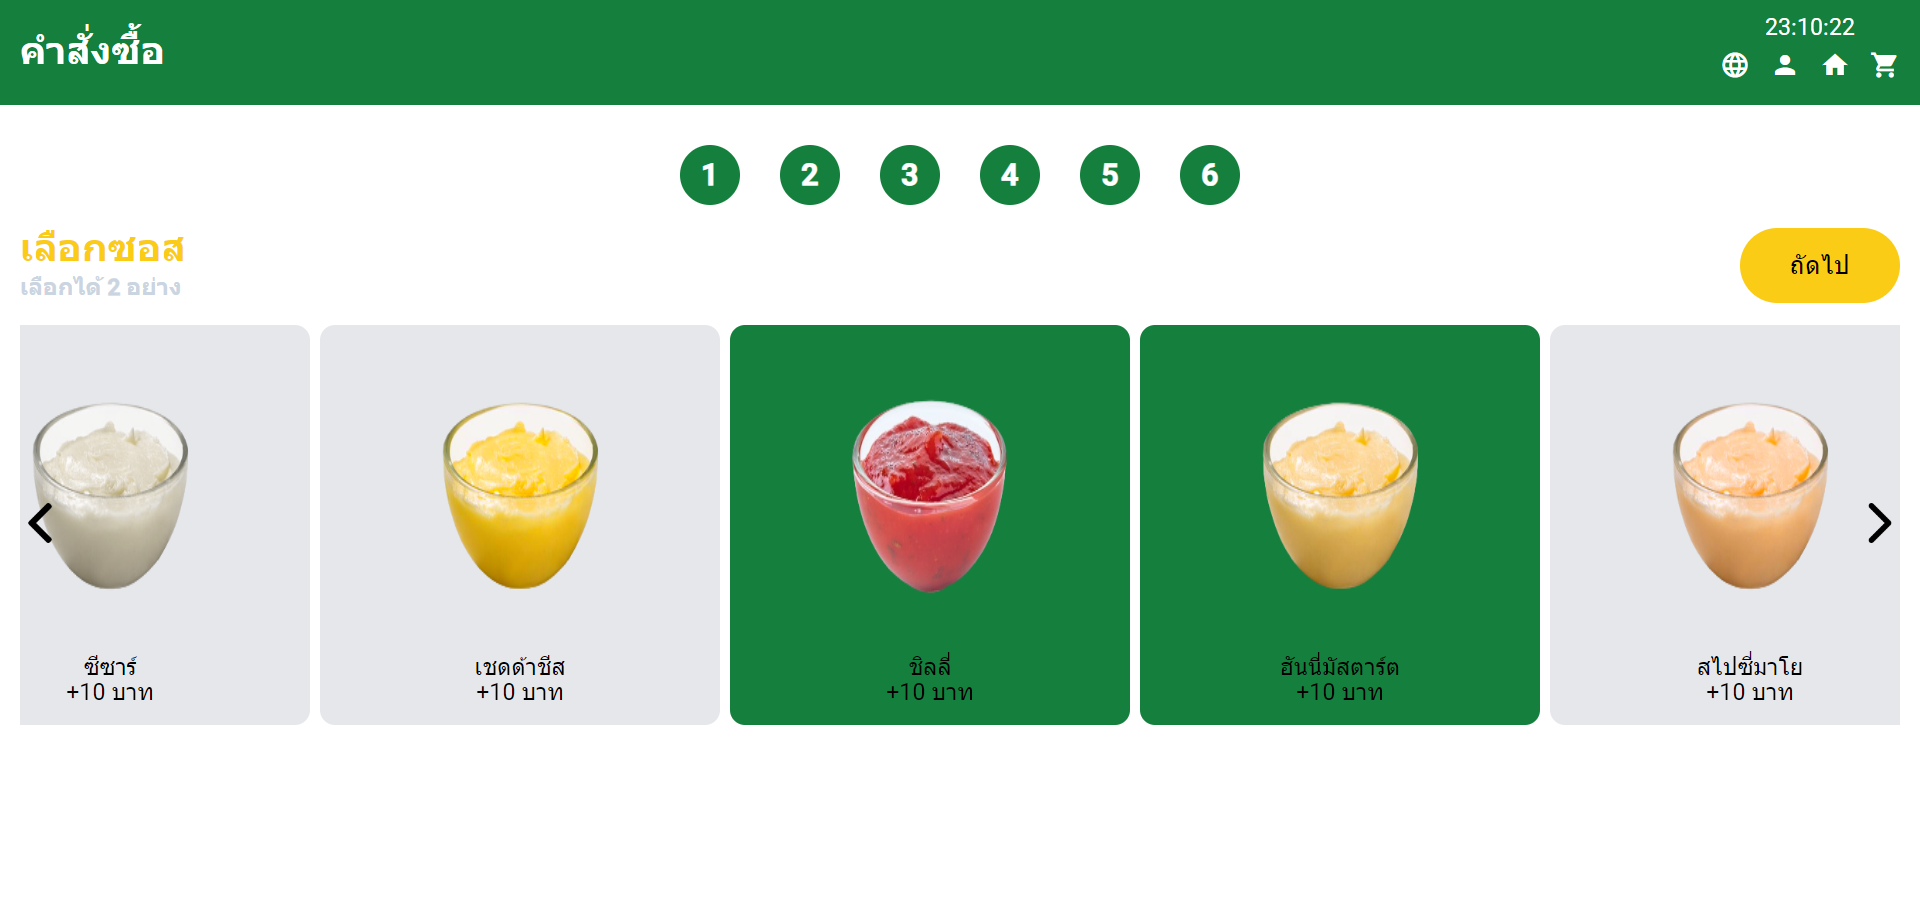 คำสั่งซื้อ
23:10:22
1 2 3 4 5 6
เลือกซอส
เลือกได้ 2 อย่าง
ถัดไป
ซีซาร์
+10 บาท
เชดด้าชีส
+10 บาท
ชิลลี่
+10 บาท
ฮันนี่มัสตาร์ต
+10 บาท
สไปซี่มาโย
+10 บาท